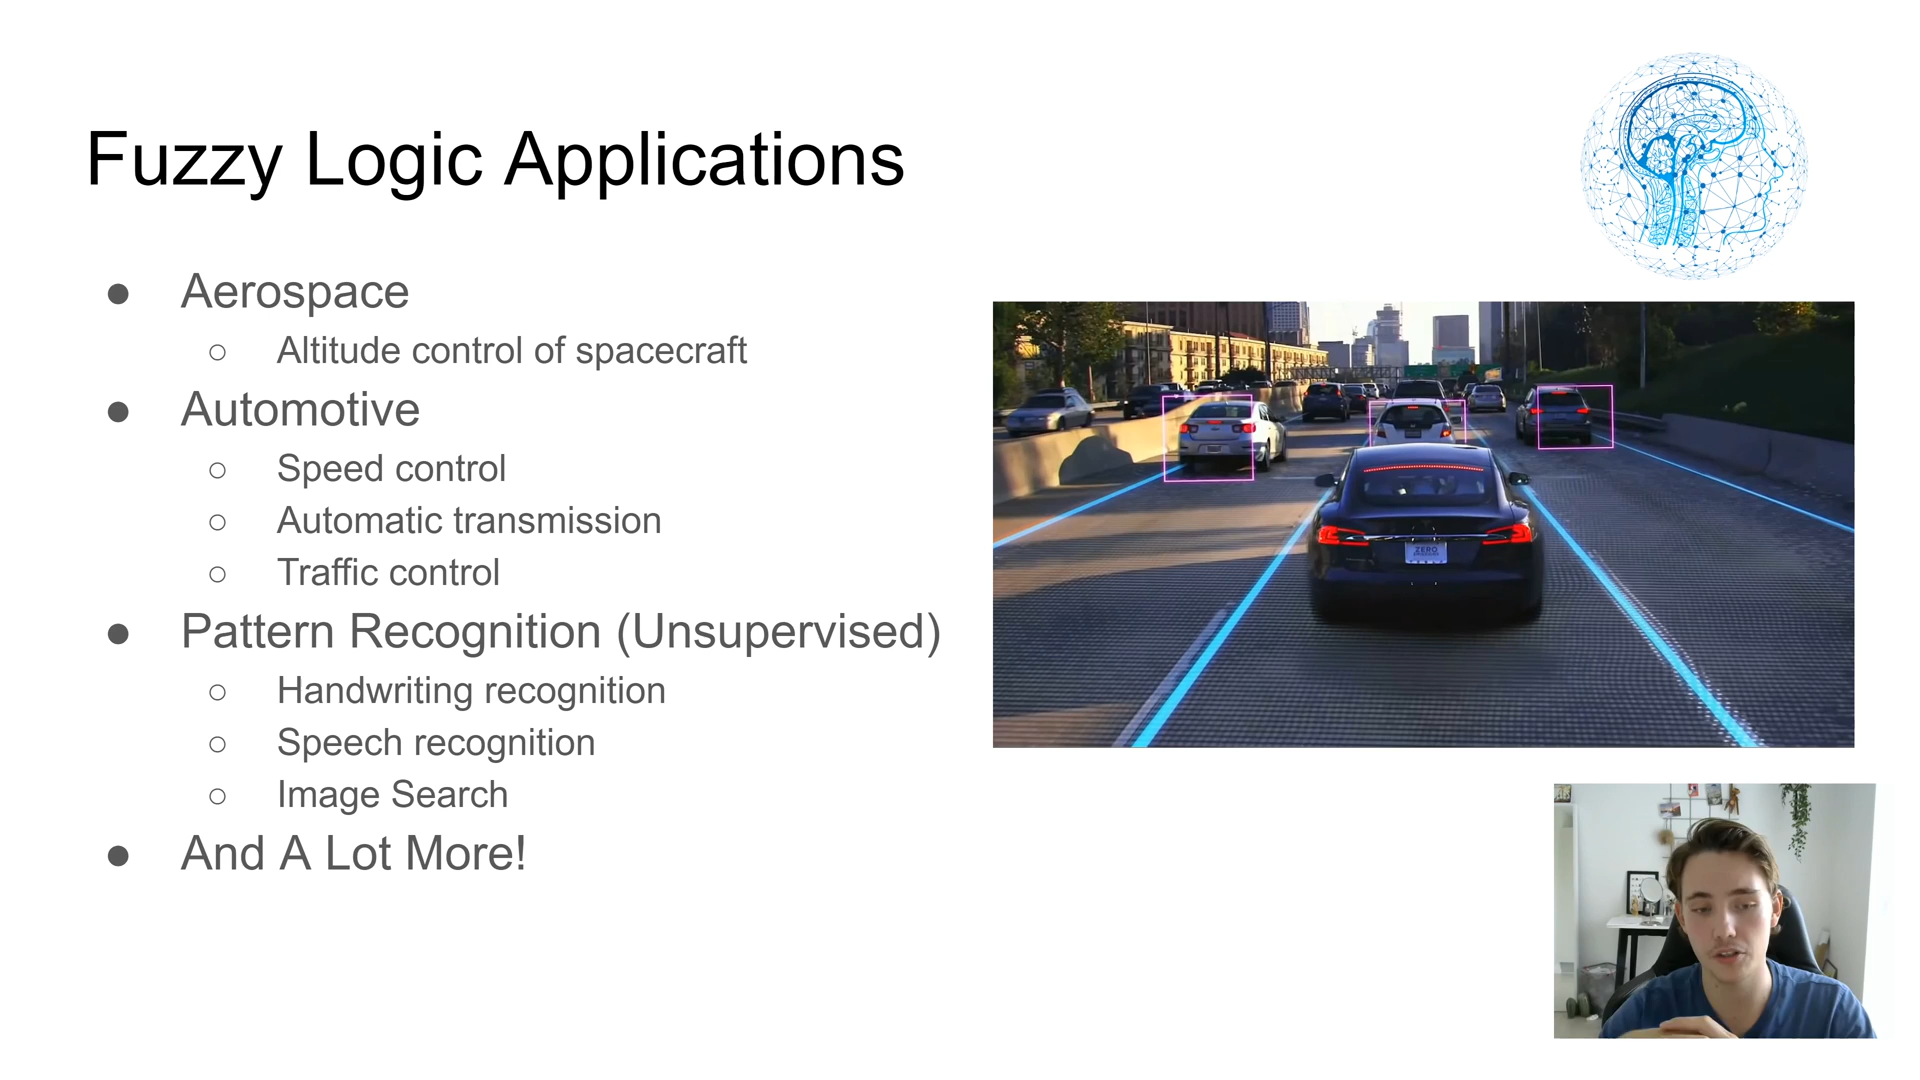 Fuzzy Logic Applications
● Aerospace
○ Altitude control of spacecraft
● Automotive
○ Speed control
○ Automatic transmission
○ Traffic control
● Pattern Recognition (Unsupervised)
○ Handwriting recognition
○ Speech recognition
○ Image Search
● And A Lot More!
ZERO